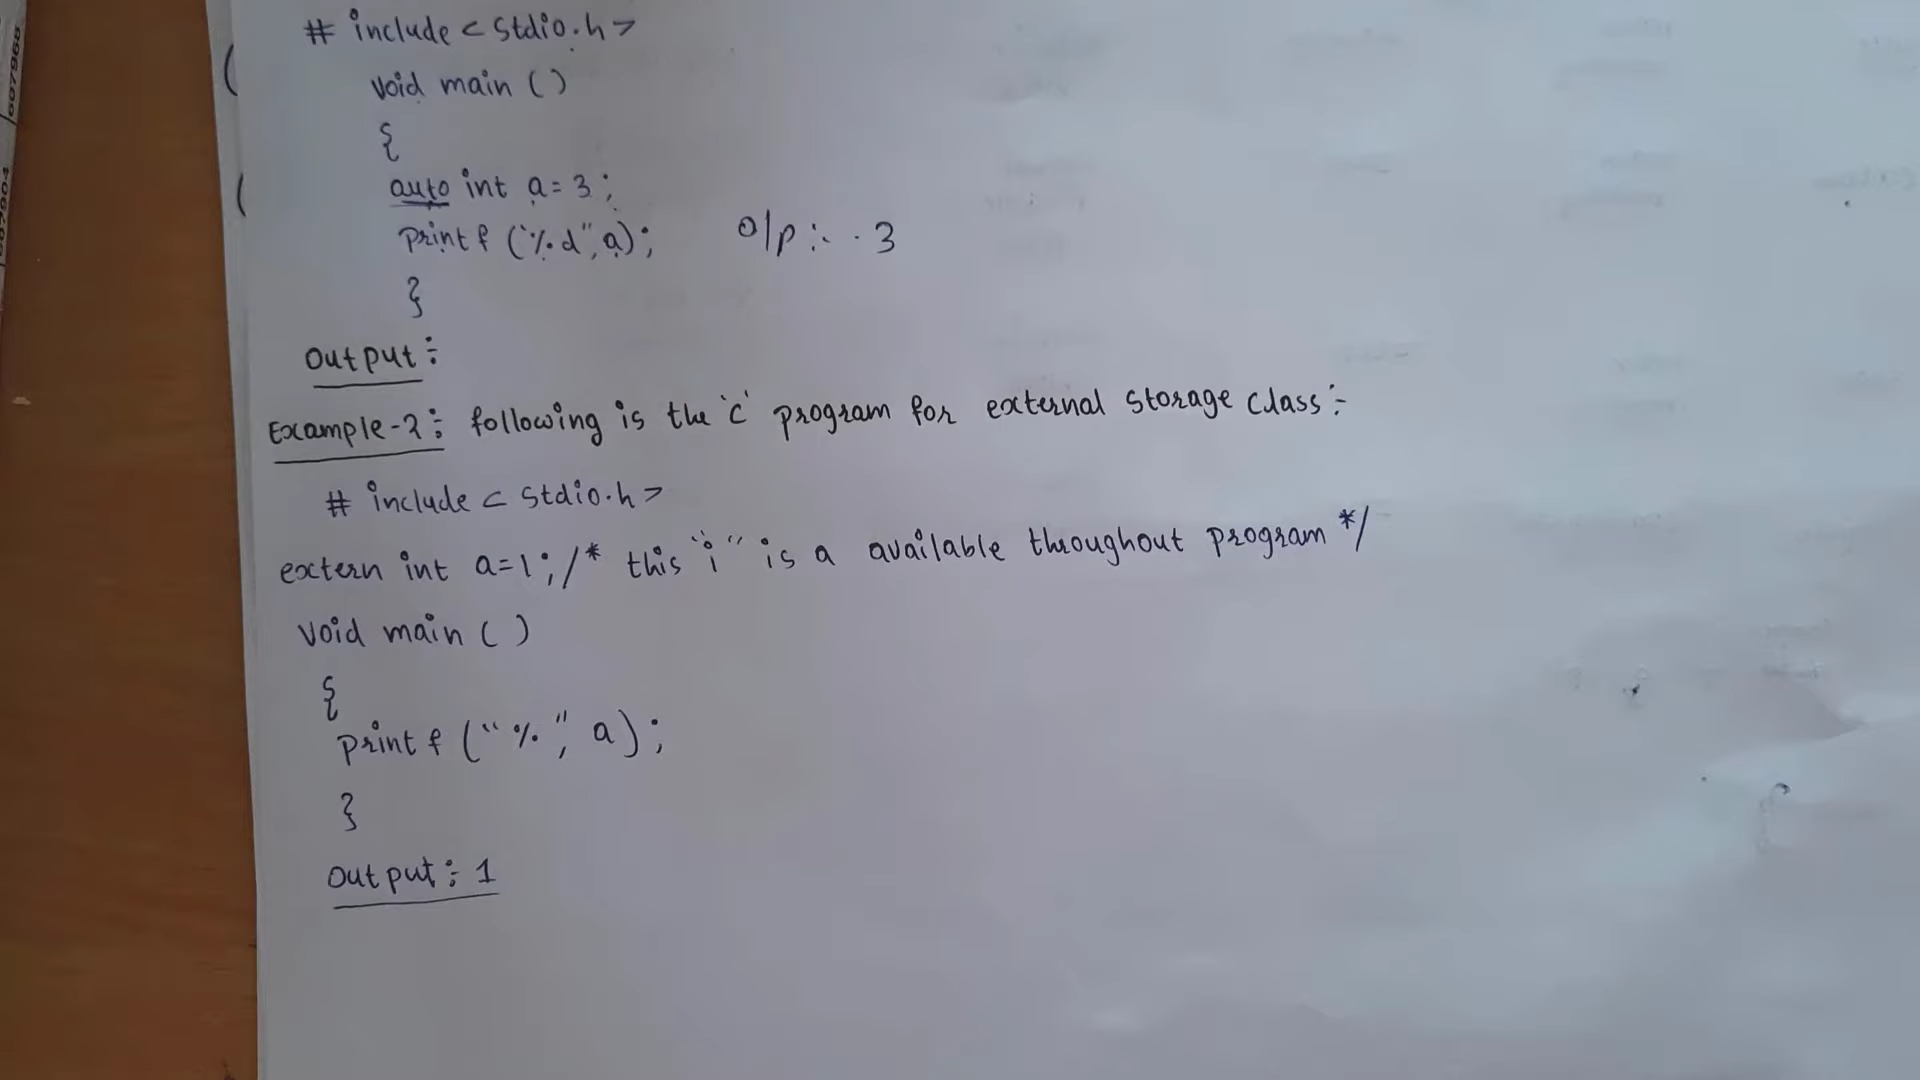 # include < stdio.h >
void main ( )
{
auto int a = 3 ;
printf ("%d", a);    o/p :- 3
}
output :
Example-2 : following is the 'c' program for external storage class :-
# include < stdio.h >
extern int a=1; /* this "i" is a available throughout program */
void main ( )
{
printf ("%", a);
}
output : 1
607968